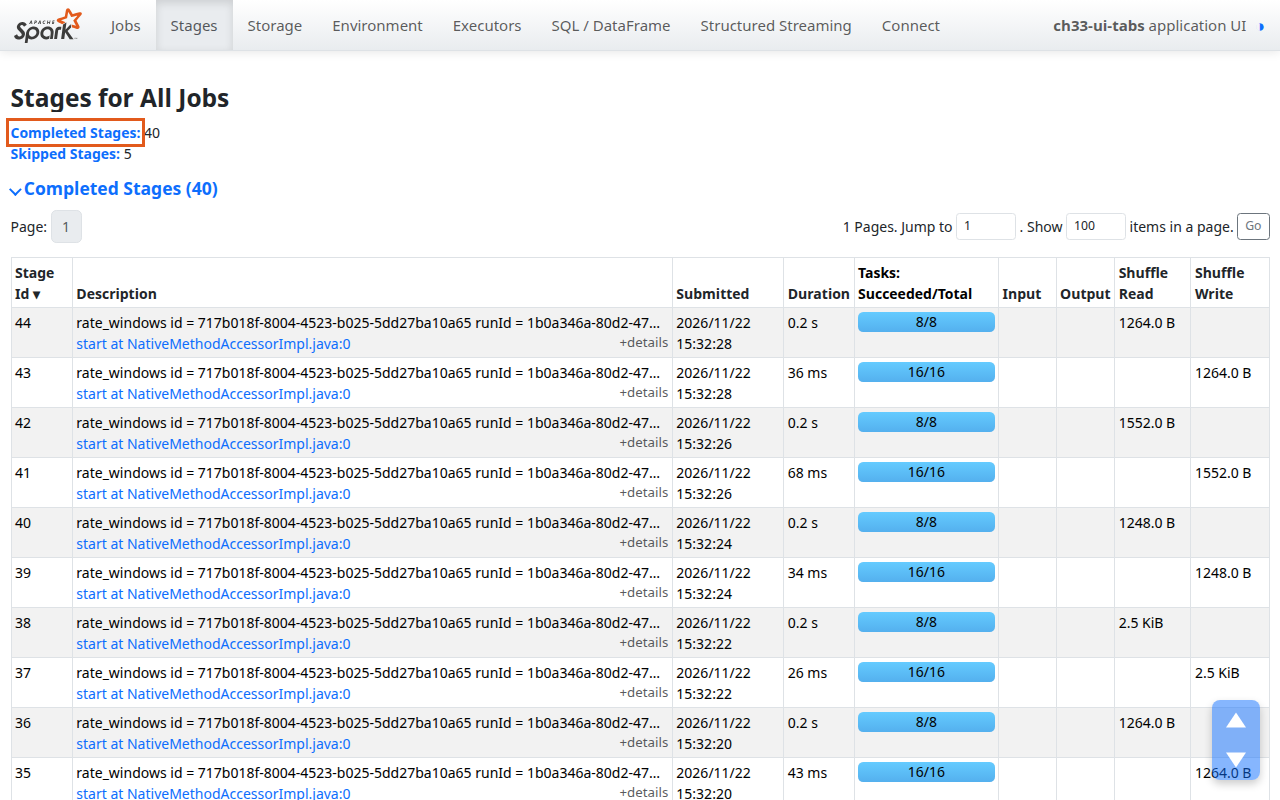 APACHE Spark Jobs Stages Storage Environment Executors SQL / DataFrame Structured Streaming Connect ch33-ui-tabs application UI
Stages for All Jobs
Completed Stages: 40
Skipped Stages: 5
Completed Stages (40)
Page: 1 1 Pages. Jump to 1 . Show 100 items in a page. Go
Stage Id ▾ Description Submitted Duration Tasks: Succeeded/Total Input Output Shuffle Read Shuffle Write
44 rate_windows id = 717b018f-8004-4523-b025-5dd27ba10a65 runId = 1b0a346a-80d2-47... 2026/11/22 0.2 s 8/8 1264.0 B
start at NativeMethodAccessorImpl.java:0 +details 15:32:28
43 rate_windows id = 717b018f-8004-4523-b025-5dd27ba10a65 runId = 1b0a346a-80d2-47... 2026/11/22 36 ms 16/16 1264.0 B
start at NativeMethodAccessorImpl.java:0 +details 15:32:28
42 rate_windows id = 717b018f-8004-4523-b025-5dd27ba10a65 runId = 1b0a346a-80d2-47... 2026/11/22 0.2 s 8/8 1552.0 B
start at NativeMethodAccessorImpl.java:0 +details 15:32:26
41 rate_windows id = 717b018f-8004-4523-b025-5dd27ba10a65 runId = 1b0a346a-80d2-47... 2026/11/22 68 ms 16/16 1552.0 B
start at NativeMethodAccessorImpl.java:0 +details 15:32:26
40 rate_windows id = 717b018f-8004-4523-b025-5dd27ba10a65 runId = 1b0a346a-80d2-47... 2026/11/22 0.2 s 8/8 1248.0 B
start at NativeMethodAccessorImpl.java:0 +details 15:32:24
39 rate_windows id = 717b018f-8004-4523-b025-5dd27ba10a65 runId = 1b0a346a-80d2-47... 2026/11/22 34 ms 16/16 1248.0 B
start at NativeMethodAccessorImpl.java:0 +details 15:32:24
38 rate_windows id = 717b018f-8004-4523-b025-5dd27ba10a65 runId = 1b0a346a-80d2-47... 2026/11/22 0.2 s 8/8 2.5 KiB
start at NativeMethodAccessorImpl.java:0 +details 15:32:22
37 rate_windows id = 717b018f-8004-4523-b025-5dd27ba10a65 runId = 1b0a346a-80d2-47... 2026/11/22 26 ms 16/16 2.5 KiB
start at NativeMethodAccessorImpl.java:0 +details 15:32:22
36 rate_windows id = 717b018f-8004-4523-b025-5dd27ba10a65 runId = 1b0a346a-80d2-47... 2026/11/22 0.2 s 8/8 1264.0 B
start at NativeMethodAccessorImpl.java:0 +details 15:32:20
35 rate_windows id = 717b018f-8004-4523-b025-5dd27ba10a65 runId = 1b0a346a-80d2-47... 2026/11/22 43 ms 16/16 1264.0 B
start at NativeMethodAccessorImpl.java:0 +details 15:32:20